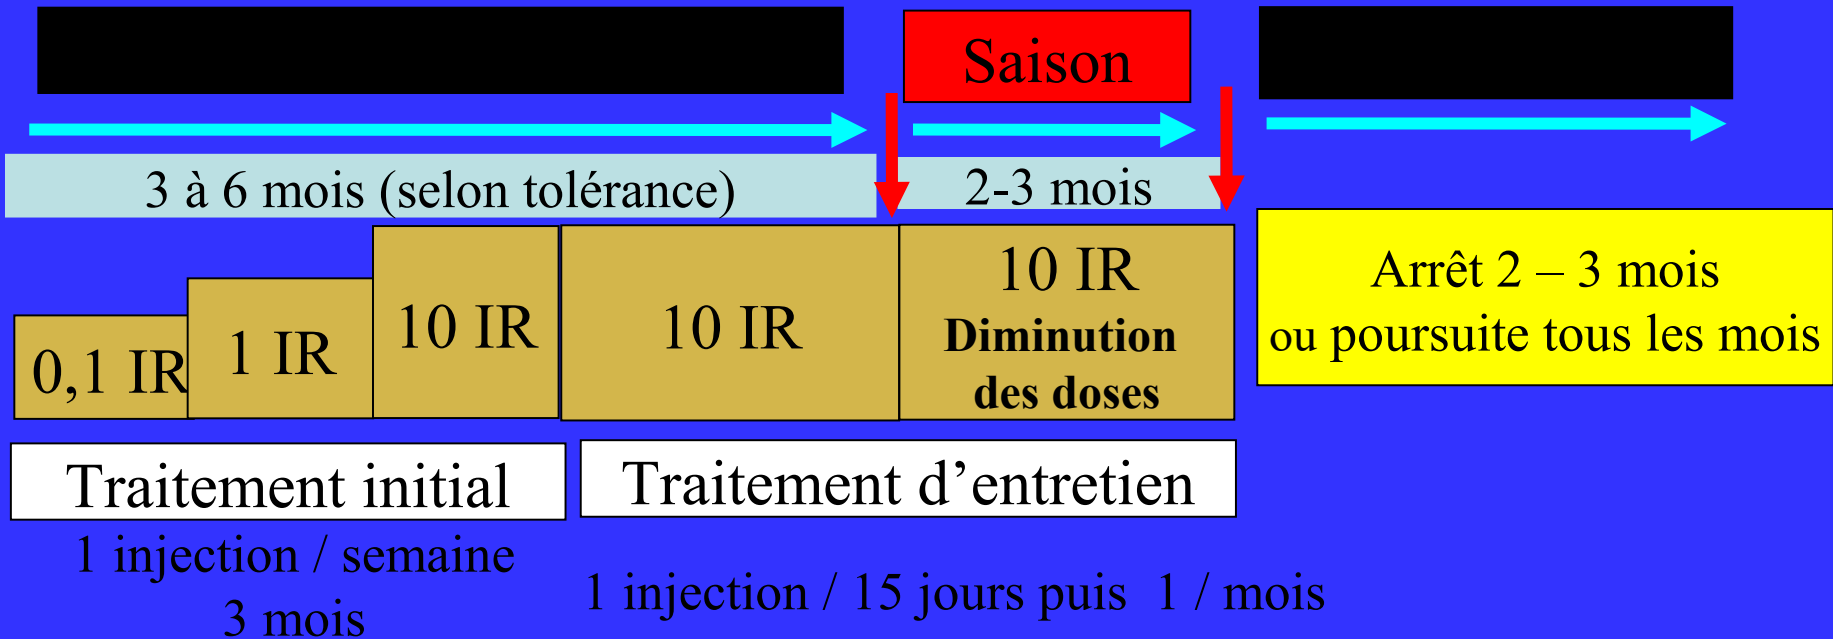 Saison
3 à 6 mois (selon tolérance)
2-3 mois
0,1 IR
1 IR
10 IR
10 IR
10 IR
Diminution
des doses
Arrêt 2 – 3 mois
ou poursuite tous les mois
Traitement initial
Traitement d’entretien
1 injection / semaine
3 mois
1 injection / 15 jours puis 1 / mois